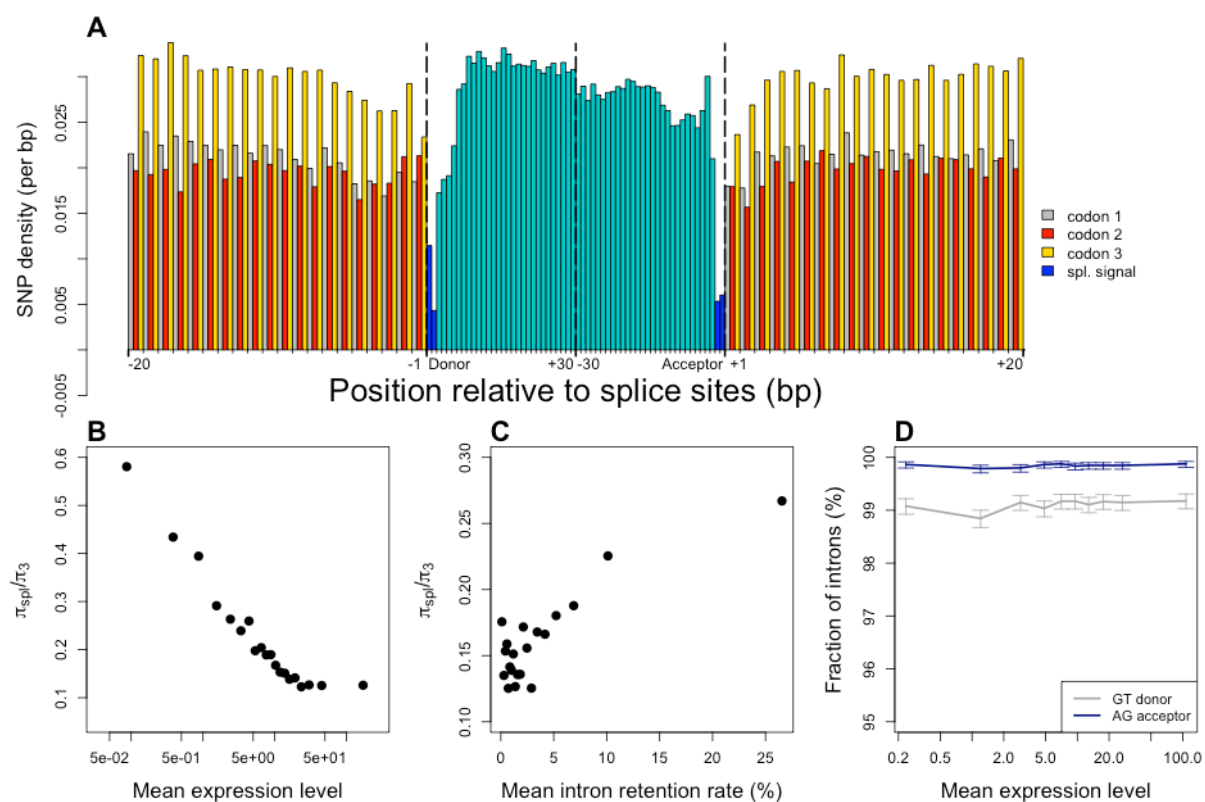 A
SNP density (per bp)
-0.005 0.005 0.015 0.025
-20 -1 Donor +30 -30 Acceptor +1 +20
Position relative to splice sites (bp)
codon 1
codon 2
codon 3
spl. signal
B
πspl/π3
0.6
0.5
0.4
0.3
0.2
0.1
5e-02 5e-01 5e+00 5e+01
Mean expression level
C
πspl/π3
0.30
0.25
0.20
0.15
0.10
0 5 10 15 20 25
Mean intron retention rate (%)
D
Fraction of introns (%)
100
99
98
97
96
95
GT donor
AG acceptor
0.2 0.5 2.0 5.0 20.0 100.0
Mean expression level